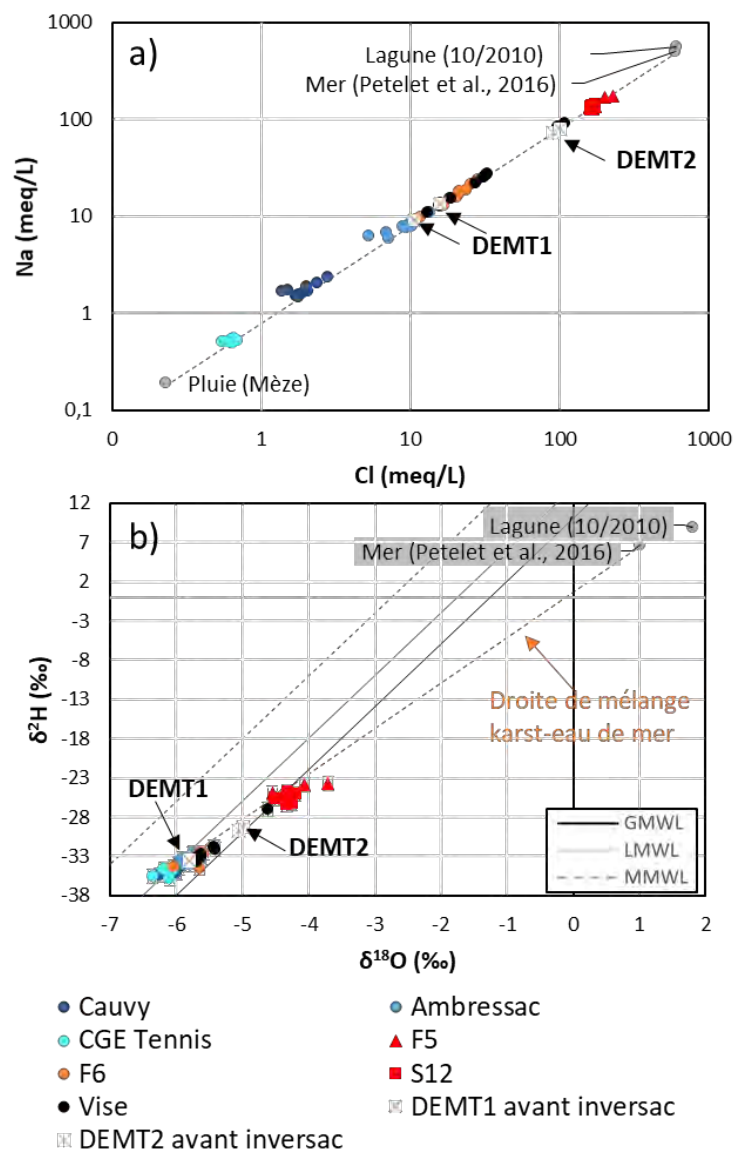 1000
a)
Lagune (10/2010)
Mer (Petelet et al., 2016)
100
DEMT2
Na (meq/L)
10
DEMT1
1
Pluie (Mèze)
0,1
0 1 10 100 1000
Cl (meq/L)
12
b)
Lagune (10/2010)
7
Mer (Petelet et al., 2016)
2
-3
-8
δ²H (‰)
-13
Droite de mélange
karst-eau de mer
-18
-23
DEMT1
-28
DEMT2
GMWL
-33
LMWL
MMWL
-38
-7 -6 -5 -4 -3 -2 -1 0 1 2
δ¹⁸O (‰)
Cauvy
Ambressac
CGE Tennis
F5
F6
S12
Vise
DEMT1 avant inversac
DEMT2 avant inversac